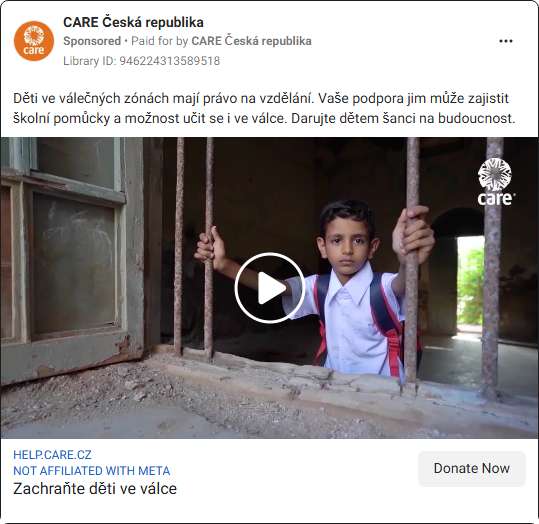 CARE Česká republika
Sponsored • Paid for by CARE Česká republika
Library ID: 946224313589518
Děti ve válečných zónách mají právo na vzdělání. Vaše podpora jim může zajistit
školní pomůcky a možnost učit se i ve válce. Darujte dětem šanci na budoucnost.
care
care
HELP.CARE.CZ
NOT AFFILIATED WITH META
Zachraňte děti ve válce
Donate Now